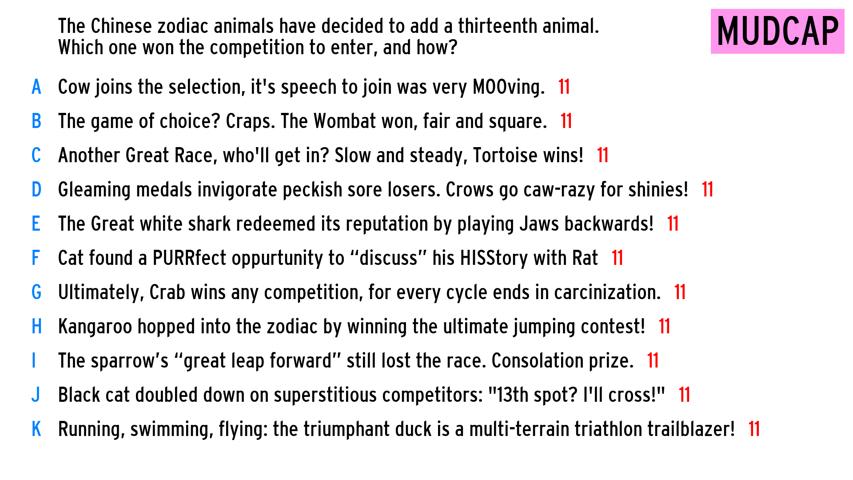 The Chinese zodiac animals have decided to add a thirteenth animal.
Which one won the competition to enter, and how?
MUDCAP
A Cow joins the selection, it's speech to join was very MOOving. 11
B The game of choice? Craps. The Wombat won, fair and square. 11
C Another Great Race, who'll get in? Slow and steady, Tortoise wins! 11
D Gleaming medals invigorate peckish sore losers. Crows go caw-razy for shinies! 11
E The Great white shark redeemed its reputation by playing Jaws backwards! 11
F Cat found a PURRfect oppurtunity to “discuss” his HISStory with Rat 11
G Ultimately, Crab wins any competition, for every cycle ends in carcinization. 11
H Kangaroo hopped into the zodiac by winning the ultimate jumping contest! 11
I The sparrow’s “great leap forward” still lost the race. Consolation prize. 11
J Black cat doubled down on superstitious competitors: "13th spot? I'll cross!" 11
K Running, swimming, flying: the triumphant duck is a multi-terrain triathlon trailblazer! 11